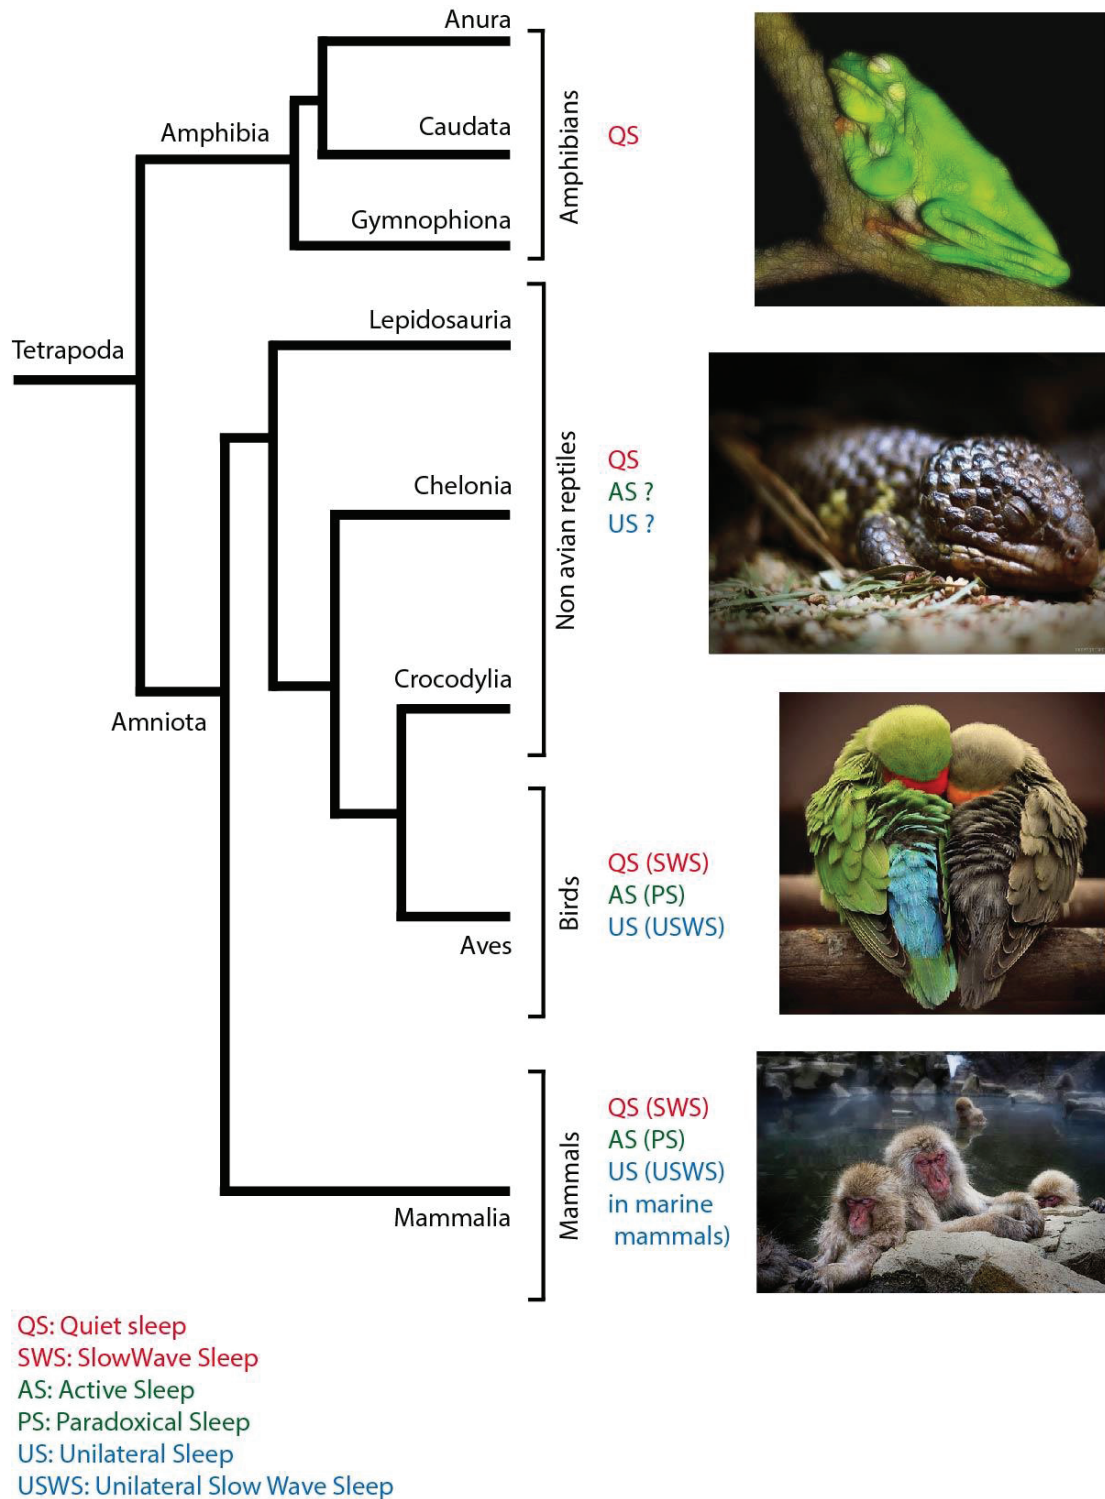 Anura
Caudata
Amphibia
Gymnophiona
Amphibians
QS
Tetrapoda
Lepidosauria
Chelonia
Crocodylia
Non avian reptiles
QS
AS ?
US ?
Amniota
Aves
Birds
QS (SWS)
AS (PS)
US (USWS)
Mammalia
Mammals
QS (SWS)
AS (PS)
US (USWS)
in marine
mammals)
QS: Quiet sleep
SWS: SlowWave Sleep
AS: Active Sleep
PS: Paradoxical Sleep
US: Unilateral Sleep
USWS: Unilateral Slow Wave Sleep